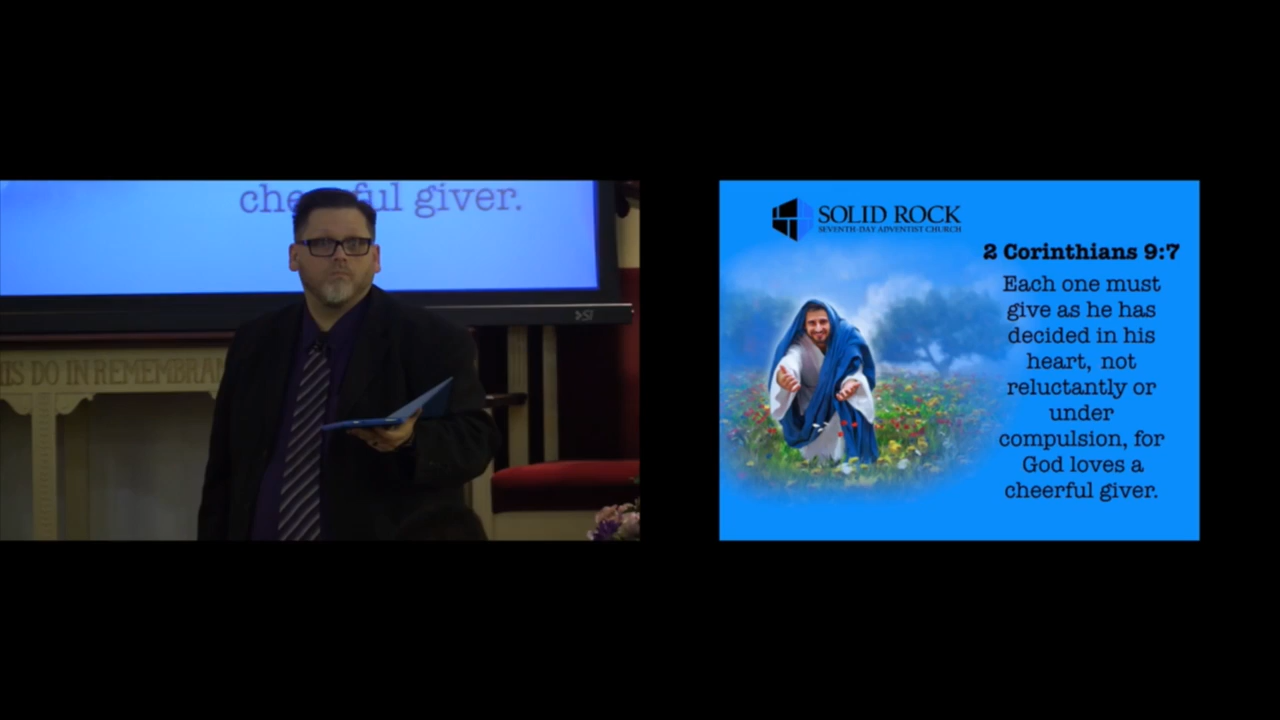 cheerful giver.
IS DO IN REMEMBRA
SOLID ROCK
SEVENTH-DAY ADVENTIST CHURCH
2 Corinthians 9:7
Each one must
give as he has
decided in his
heart, not
reluctantly or
under
compulsion, for
God loves a
cheerful giver.